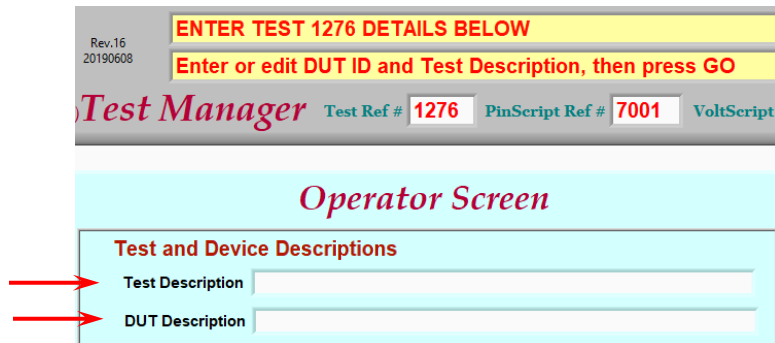 Rev.16
20190608
ENTER TEST 1276 DETAILS BELOW
Enter or edit DUT ID and Test Description, then press GO
)Test Manager Test Ref # 1276 PinScript Ref # 7001 VoltScript
Operator Screen
Test and Device Descriptions
Test Description
DUT Description